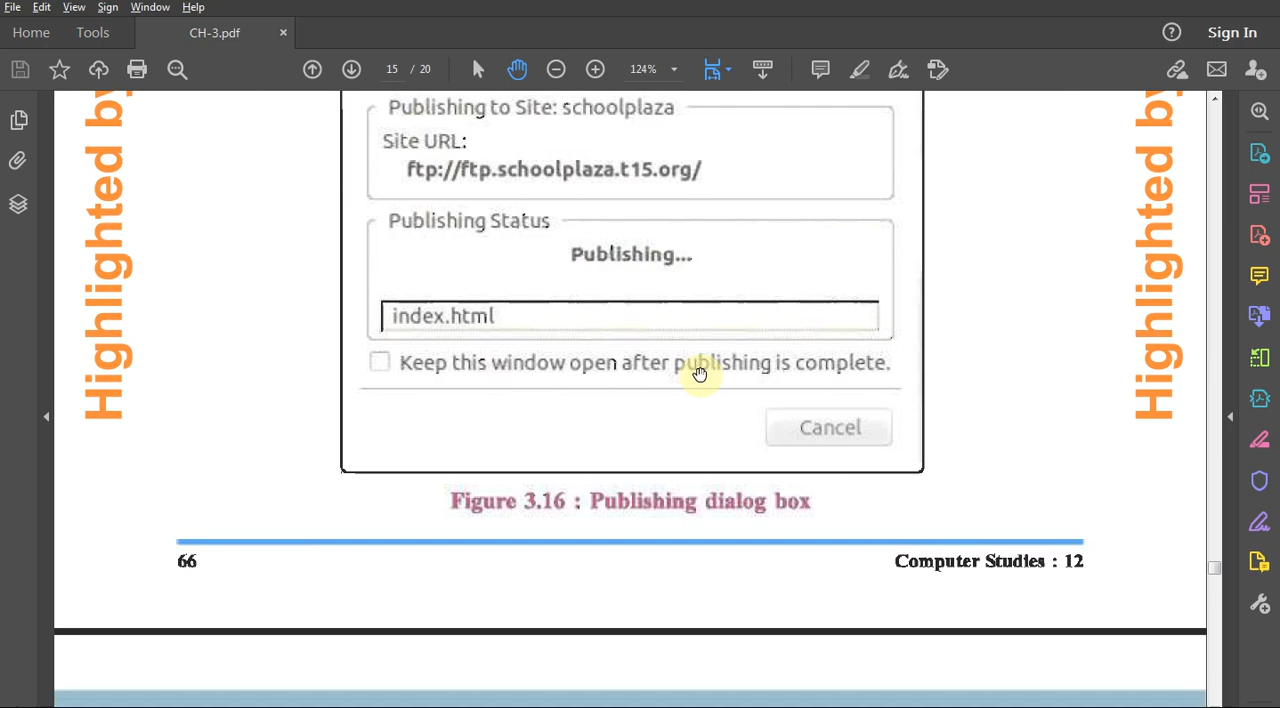 File Edit View Sign Window Help
Home Tools CH-3.pdf × ? Sign In
15 / 20 124%
Highlighted by
Highlighted by
Publishing to Site: schoolplaza
Site URL:
ftp://ftp.schoolplaza.t15.org/
Publishing Status
Publishing...
index.html
Keep this window open after publishing is complete.
Cancel
Figure 3.16 : Publishing dialog box
66 Computer Studies : 12